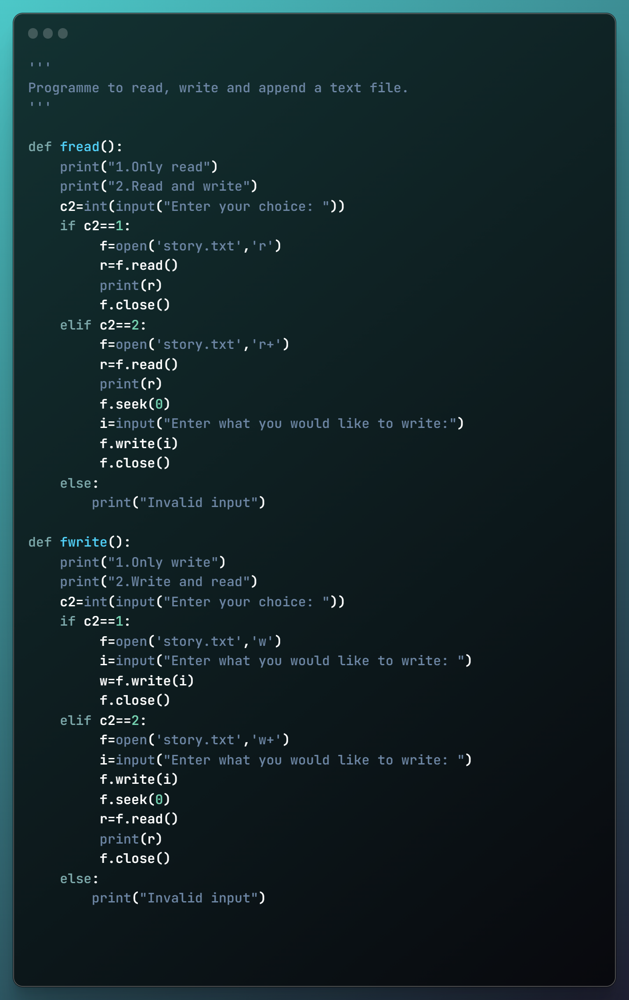 '''
Programme to read, write and append a text file.
'''
def fread():
    print("1.Only read")
    print("2.Read and write")
    c2=int(input("Enter your choice: "))
    if c2==1:
         f=open('story.txt','r')
         r=f.read()
         print(r)
         f.close()
    elif c2==2:
         f=open('story.txt','r+')
         r=f.read()
         print(r)
         f.seek(0)
         i=input("Enter what you would like to write:")
         f.write(i)
         f.close()
    else:
        print("Invalid input")
def fwrite():
    print("1.Only write")
    print("2.Write and read")
    c2=int(input("Enter your choice: "))
    if c2==1:
         f=open('story.txt','w')
         i=input("Enter what you would like to write: ")
         w=f.write(i)
         f.close()
    elif c2==2:
         f=open('story.txt','w+')
         i=input("Enter what you would like to write: ")
         f.write(i)
         f.seek(0)
         r=f.read()
         print(r)
         f.close()
    else:
        print("Invalid input")